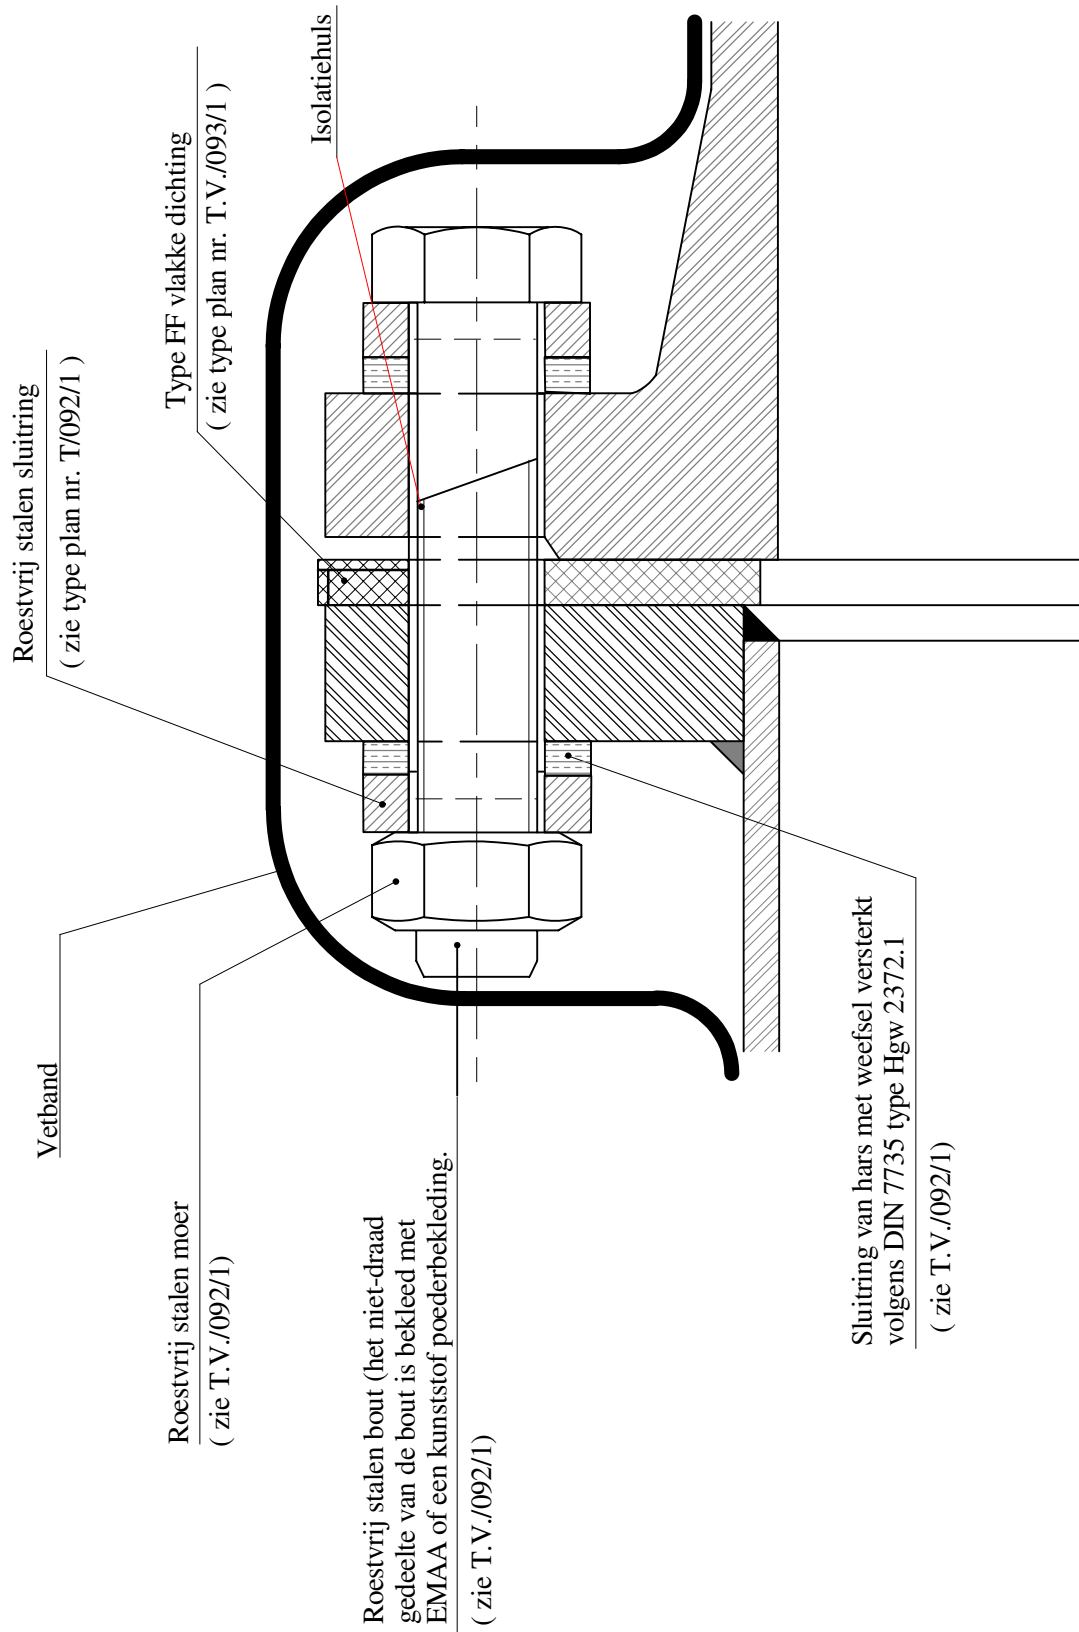 Vetband
Roestvrij stalen sluitring
( zie type plan nr. T/092/1 )
Type FF vlakke dichting
( zie type plan nr. T.V./093/1 )
Isolatiehuls
Roestvrij stalen moer
( zie T.V./092/1)
Roestvrij stalen bout (het niet-draad
gedeelte van de bout is bekleed met
EMAA of een kunststof poederbekleding.
( zie T.V./092/1)
Sluitring van hars met weefsel versterkt
volgens DIN 7735 type Hgw 2372.1
( zie T.V./092/1)